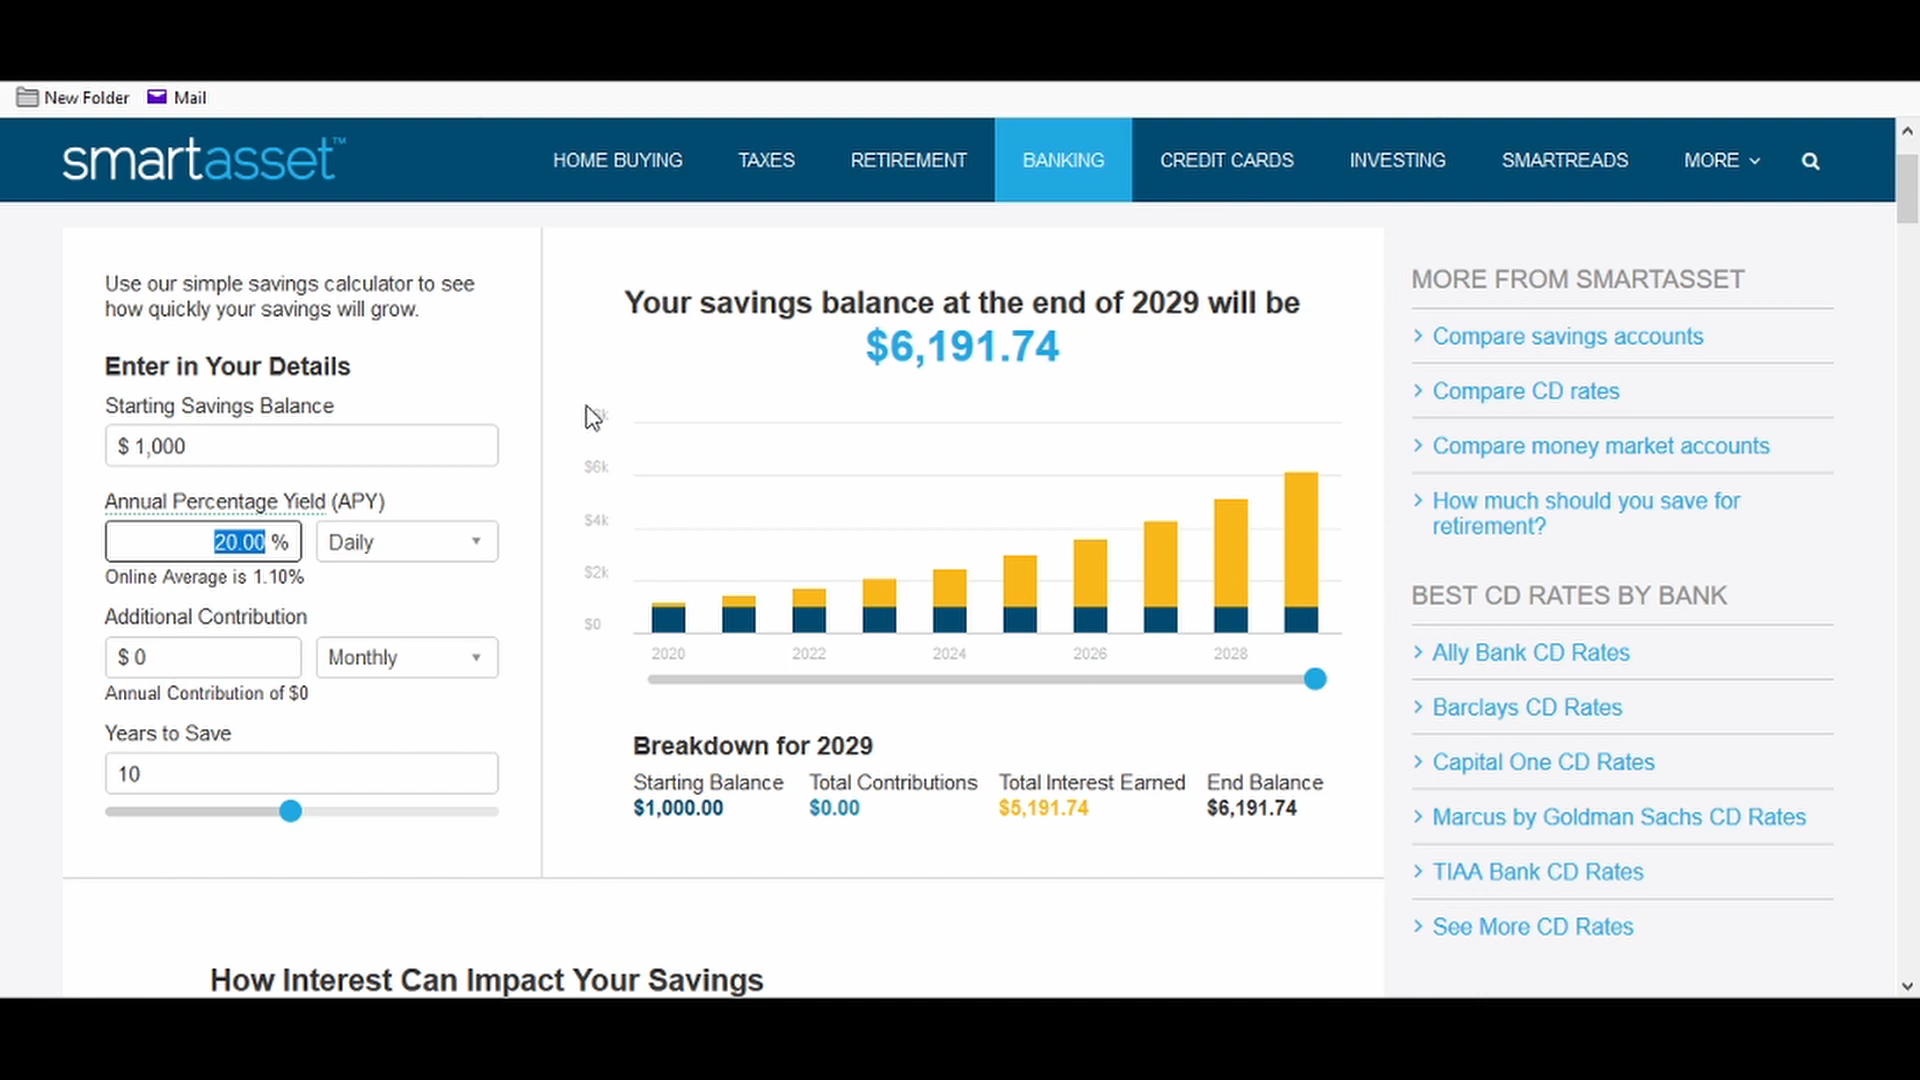 New Folder Mail
smartasset™ HOME BUYING TAXES RETIREMENT BANKING CREDIT CARDS INVESTING SMARTREADS MORE
Use our simple savings calculator to see
how quickly your savings will grow.
Enter in Your Details
Starting Savings Balance
$ 1,000
Annual Percentage Yield (APY)
20.00 % Daily
Online Average is 1.10%
Additional Contribution
$ 0 Monthly
Annual Contribution of $0
Years to Save
10
Your savings balance at the end of 2029 will be
$6,191.74
$6k
$4k
$2k
$0
2020 2022 2024 2026 2028
Breakdown for 2029
Starting Balance Total Contributions Total Interest Earned End Balance
$1,000.00 $0.00 $5,191.74 $6,191.74
MORE FROM SMARTASSET
Compare savings accounts
Compare CD rates
Compare money market accounts
How much should you save for
retirement?
BEST CD RATES BY BANK
Ally Bank CD Rates
Barclays CD Rates
Capital One CD Rates
Marcus by Goldman Sachs CD Rates
TIAA Bank CD Rates
See More CD Rates
How Interest Can Impact Your Savings